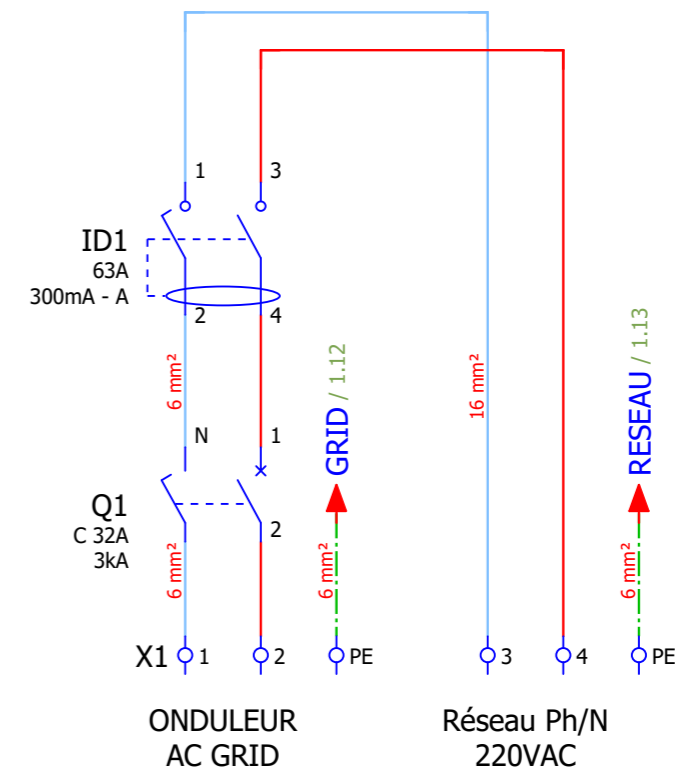 1
3
ID1
63A
300mA - A
2
4
6 mm²
N
1
GRID / 1.12
16 mm²
RESEAU / 1.13
Q1
C 32A
3kA
2
6 mm²
6 mm²
6 mm²
X1
1
2
PE
3
4
PE
ONDULEUR
AC GRID
Réseau Ph/N
220VAC